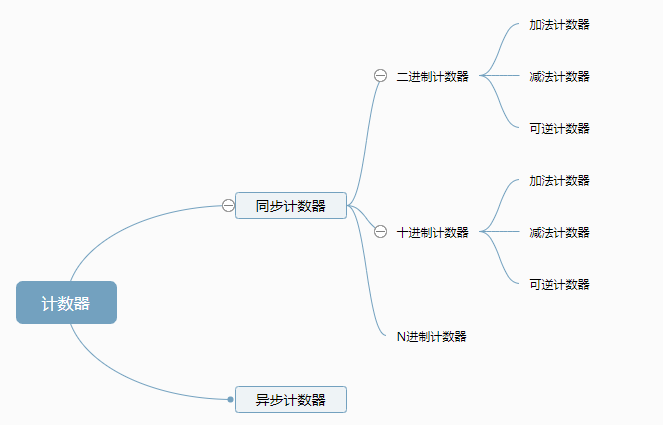 计数器
同步计数器
二进制计数器
加法计数器
减法计数器
可逆计数器
十进制计数器
加法计数器
减法计数器
可逆计数器
N进制计数器
异步计数器